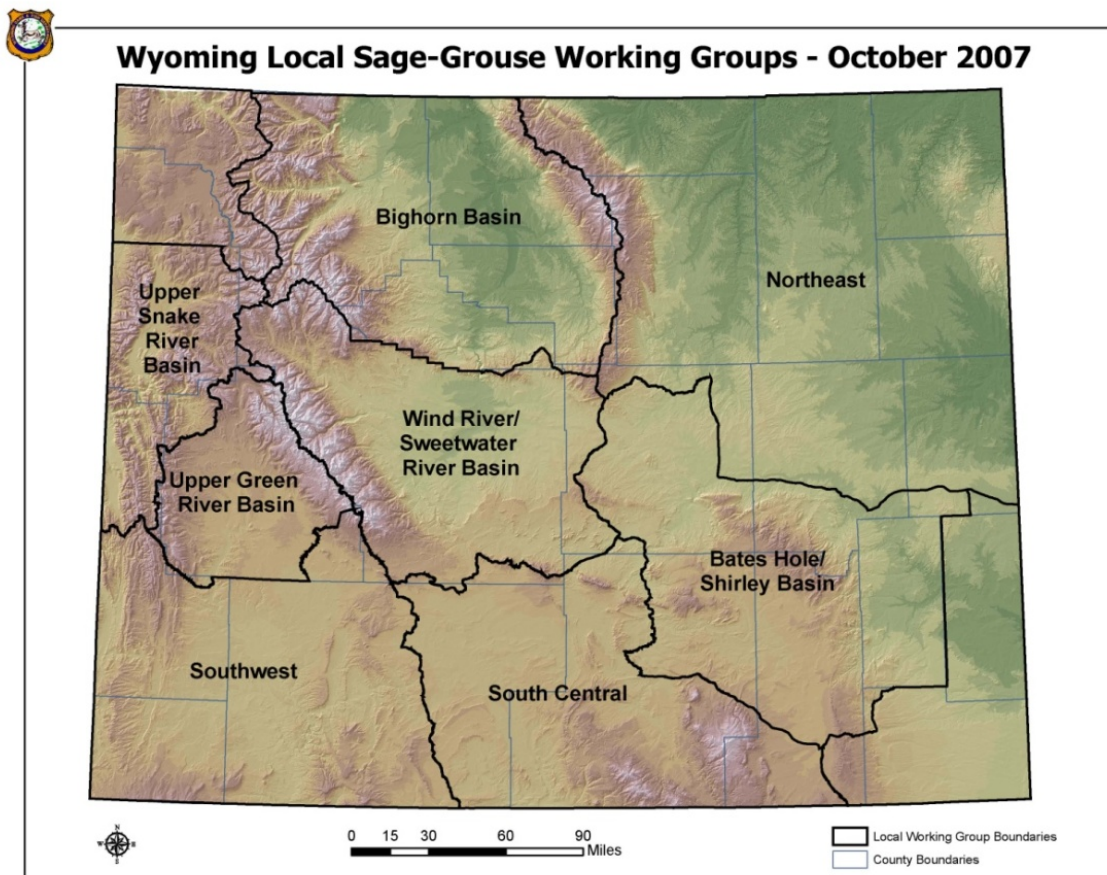 Wyoming Local Sage-Grouse Working Groups - October 2007
Bighorn Basin
Northeast
Upper
Snake
River
Basin
Wind River/
Sweetwater
River Basin
Upper Green
River Basin
Bates Hole/
Shirley Basin
Southwest
South Central
N
W
E
S
0 15 30 60 90
Miles
Local Working Group Boundaries
County Boundaries